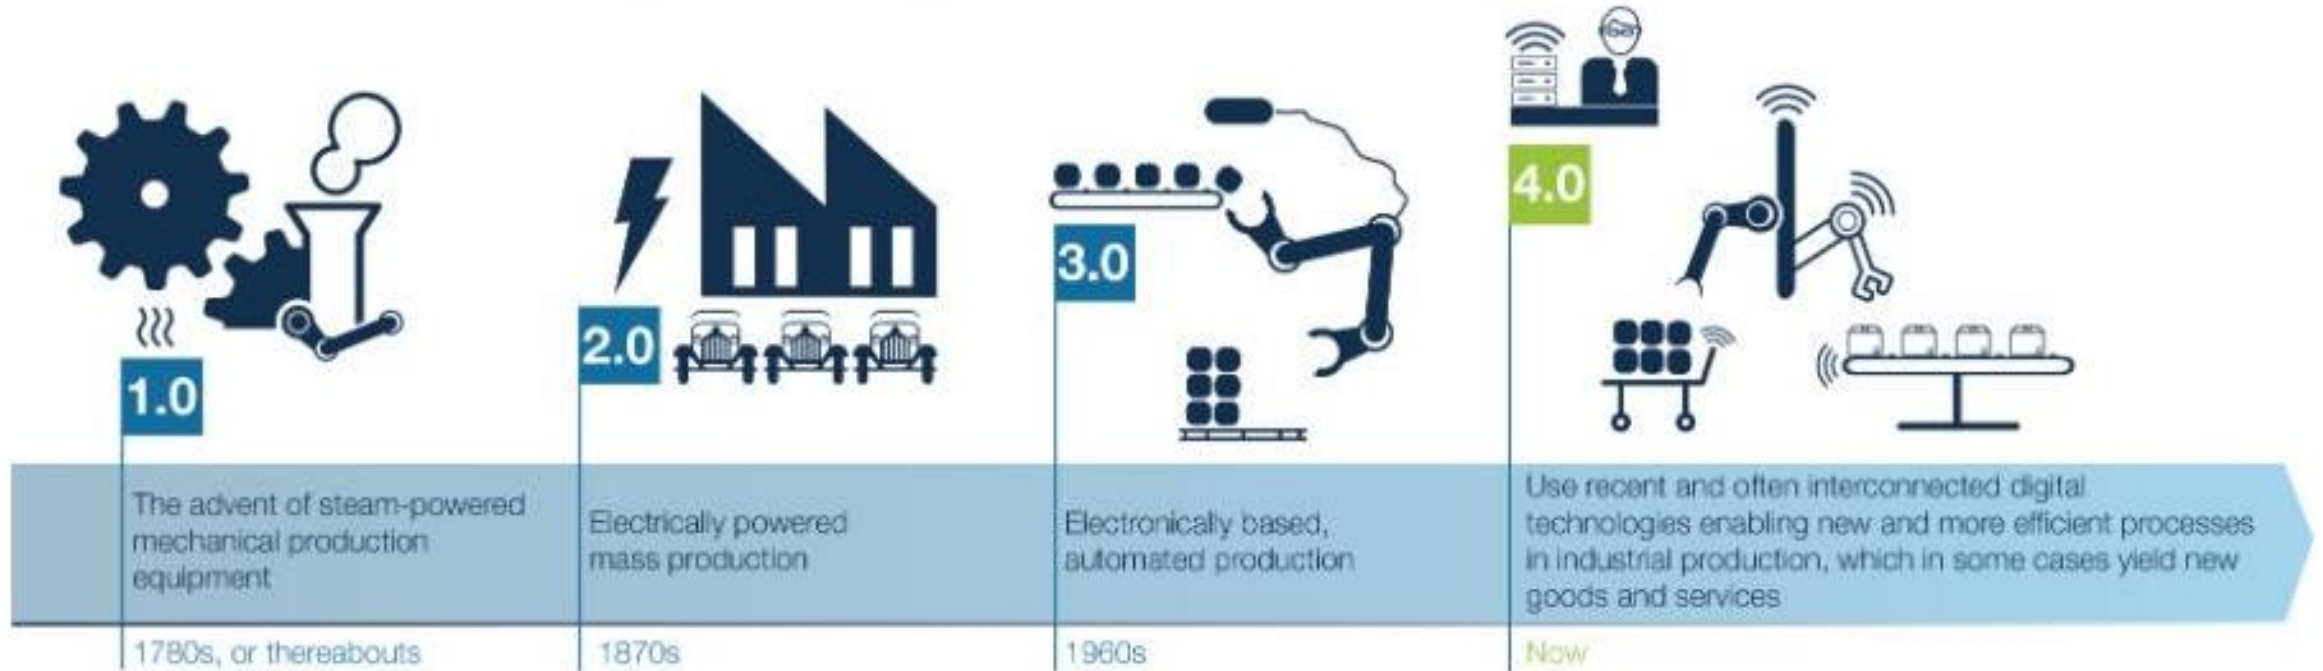 1.0
2.0
3.0
4.0
The advent of steam-powered
mechanical production
equipment
Electrically powered
mass production
Electronically based,
automated production
Use recent and often interconnected digital
technologies enabling new and more efficient processes
in industrial production, which in some cases yield new
goods and services
1780s, or thereabouts
1870s
1960s
Now